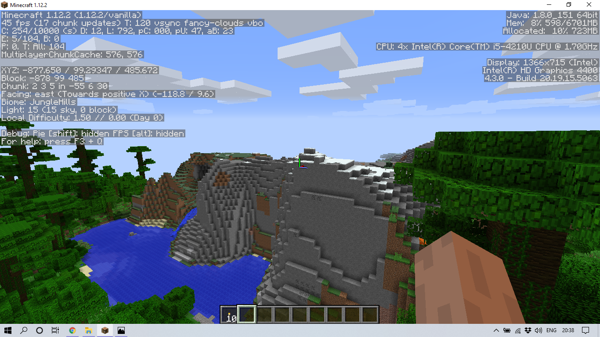 Minecraft 1.12.2
Minecraft 1.12.2 (1.12.2/vanilla)
45 fps (17 chunk updates) T: 120 vsync fancy-clouds vbo
C: 254/10000 (s) D: 12, L: 792, pC: 000, pU: 47, aB: 23
E: 5/104, B: 0
P: 0. T: All: 104
MultiplayerChunkCache: 576, 576
XYZ: -877.650 / 99.29347 / 485.672
Block: -878 99 485
Chunk: 2 3 5 in -55 6 30
Facing: east (Towards positive X) (-118.8 / 9.6)
Biome: JungleHills
Light: 15 (15 sky, 0 block)
Local Difficulty: 1.50 // 0.00 (Day 0)
Debug: Pie [shift]: hidden FPS [alt]: hidden
For help: press F3 + Q
Java: 1.8.0_151 64bit
Mem: 8% 598/6701MB
Allocated: 10% 723MB
CPU: 4x Intel(R) Core(TM) i5-4210U CPU @ 1.70GHz
Display: 1366x715 (Intel)
Intel(R) HD Graphics 4400
4.3.0 - Build 20.19.15.5063
20:38